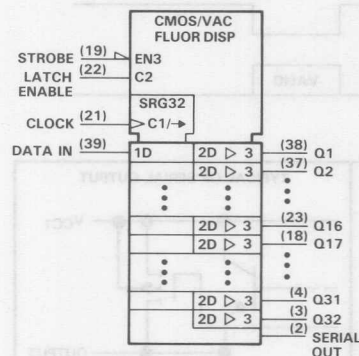 CMOS/VAC
FLUOR DISP
STROBE (19) EN3
LATCH (22) C2
ENABLE
SRG32
CLOCK (21) C1/→
DATA IN (39) 1D 2D ▷ 3 (38) Q1
2D ▷ 3 (37) Q2
2D ▷ 3 (23) Q16
2D ▷ 3 (18) Q17
2D ▷ 3 (4) Q31
2D ▷ 3 (3) Q32
(2) SERIAL
OUT